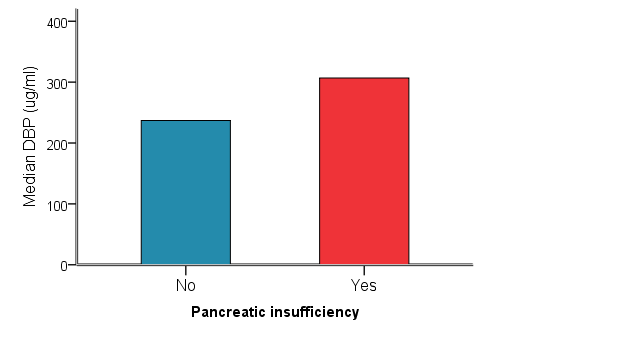 400
300
200
100
0
Median DBP (ug/ml)
No Yes
Pancreatic insufficiency